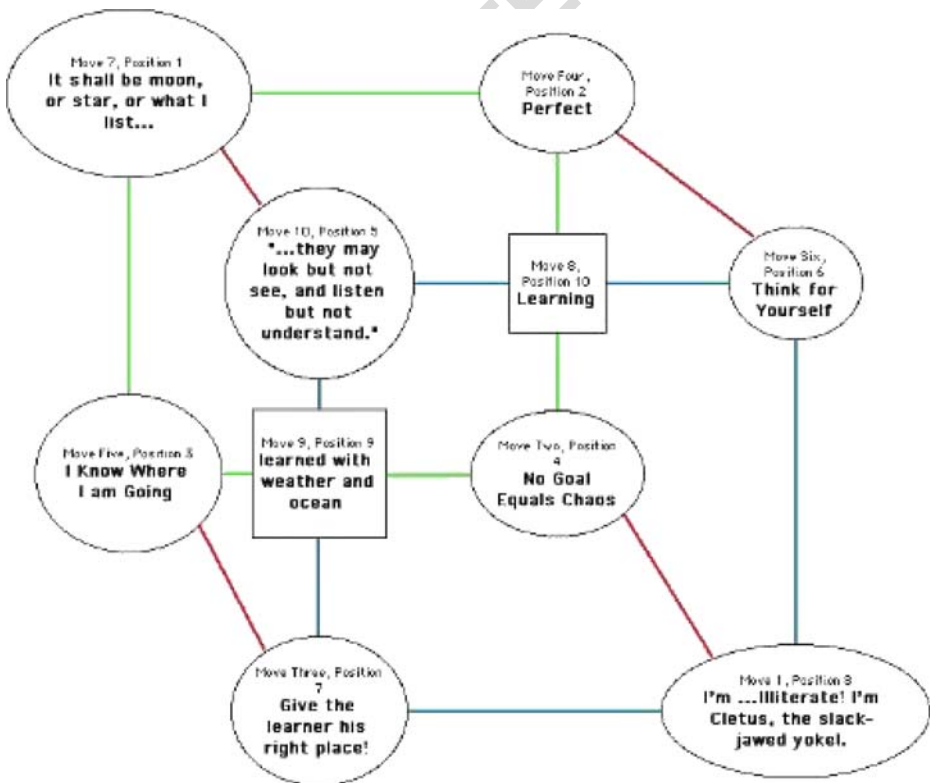 Move 7, Position 1
It shall be moon,
or star, or what I
list...
Move Four,
Position 2
Perfect
Move 10, Position 5
"...they may
look but not
see, and listen
but not
understand."
Move 8,
Position 10
Learning
Move Six,
Position 6
Think for
Yourself
Move Five, Position 3
I Know Where
I am Going
Move 9, Position 9
learned with
weather and
ocean
Move Two, Position
4
No Goal
Equals Chaos
Move Three, Position
7
Give the
learner his
right place!
Move 1, Position 8
I'm ...Illiterate! I'm
Cletus, the slack-
jawed yokel.